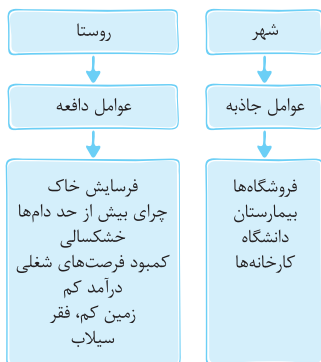 شهر
عوامل جاذبه
فروشگاه‌ها
بیمارستان
دانشگاه
کارخانه‌ها
روستا
عوامل دافعه
فرسایش خاک
چرای بیش از حد دام‌ها
خشکسالی
کمبود فرصت‌های شغلی
درآمد کم
زمین کم، فقر
سیلاب